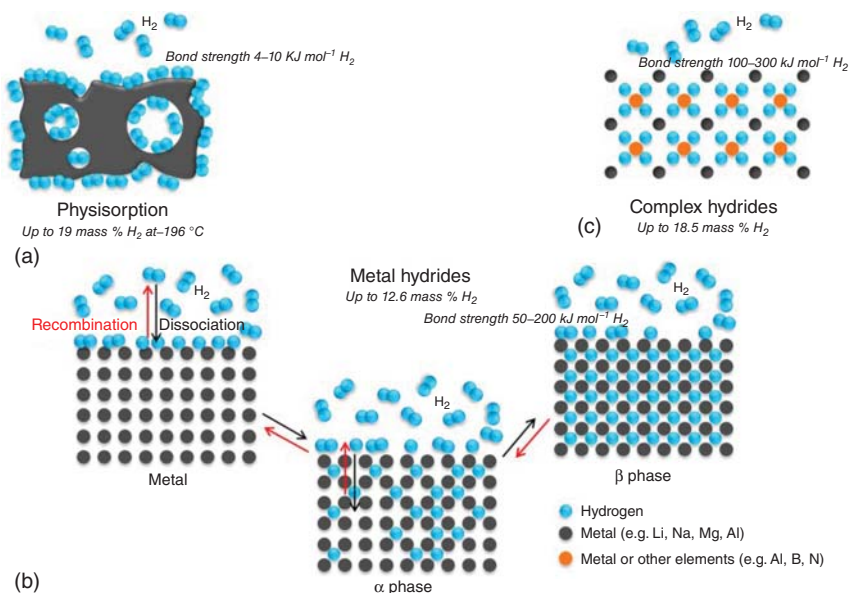 H₂
Bond strength 4–10 KJ mol⁻¹ H₂
Physisorption
Up to 19 mass % H₂ at–196 °C
(a)
H₂
Bond strength 100–300 kJ mol⁻¹ H₂
Complex hydrides
(c)
Up to 18.5 mass % H₂
Metal hydrides
Up to 12.6 mass % H₂
Bond strength 50–200 kJ mol⁻¹ H₂
H₂
Recombination
Dissociation
Metal
H₂
α phase
H₂
β phase
Hydrogen
Metal (e.g. Li, Na, Mg, Al)
Metal or other elements (e.g. Al, B, N)
(b)